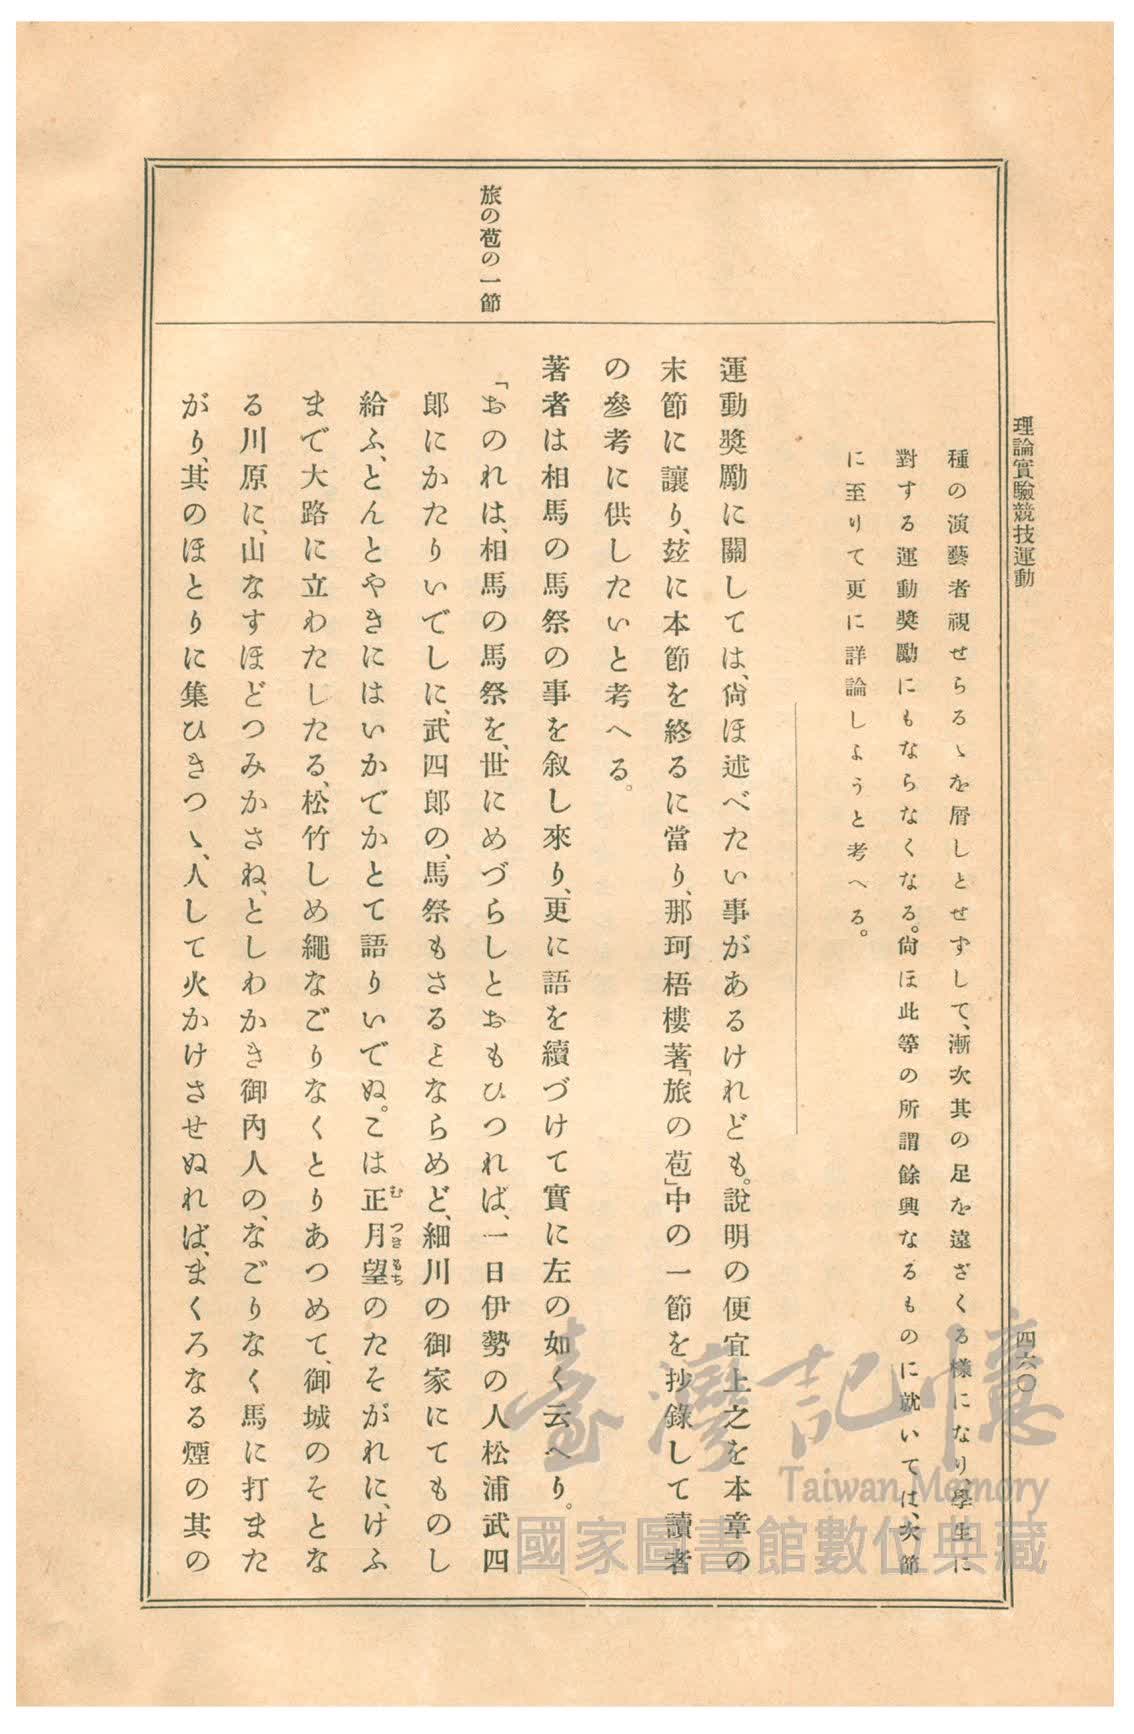 理論實驗競技運動
四六〇
種の演藝者視せらるゝを屑しとせずして、漸次其の足を遠ざくる様になり學生に
對する運動奬勵にもならなくなる。尙ほ此等の所謂餘興なるものに就いては、次節
に至りて更に詳論しようと考へる。
運動奬勵に關しては、尙ほ述べたい事があるけれども。說明の便宜上之を本章の
末節に讓り、茲に本節を終るに當り、那珂梧樓著「旅の苞」中の一節を抄錄して讀者
の參考に供したいと考へる。
旅の苞の一節
著者は相馬の馬祭の事を叙し來り、更に語を續づけて實に左の如く云へり。
「おのれは、相馬の馬祭を、世にめづらしとおもひつれば、一日伊勢の人松浦武四
郎にかたりいでしに、武四郎の、馬祭もさるとならめど、細川の御家にてものし
給ふ、とんとやきにはいかでかとて語りいでぬ。こは正月望のたそがれに、けふ
むつきもち
まで大路に立わたしたる、松竹しめ繩なごりなくとりあつめて、御城のそとな
る川原に、山なすほどつみかさね、としわかき御內人の、なごりなく馬に打また
がり、其のほとりに集ひきつゝ、人して火かけさせぬれば、まくろなる煙の其の
臺灣記憶
Taiwan Memory
國家圖書館數位典藏